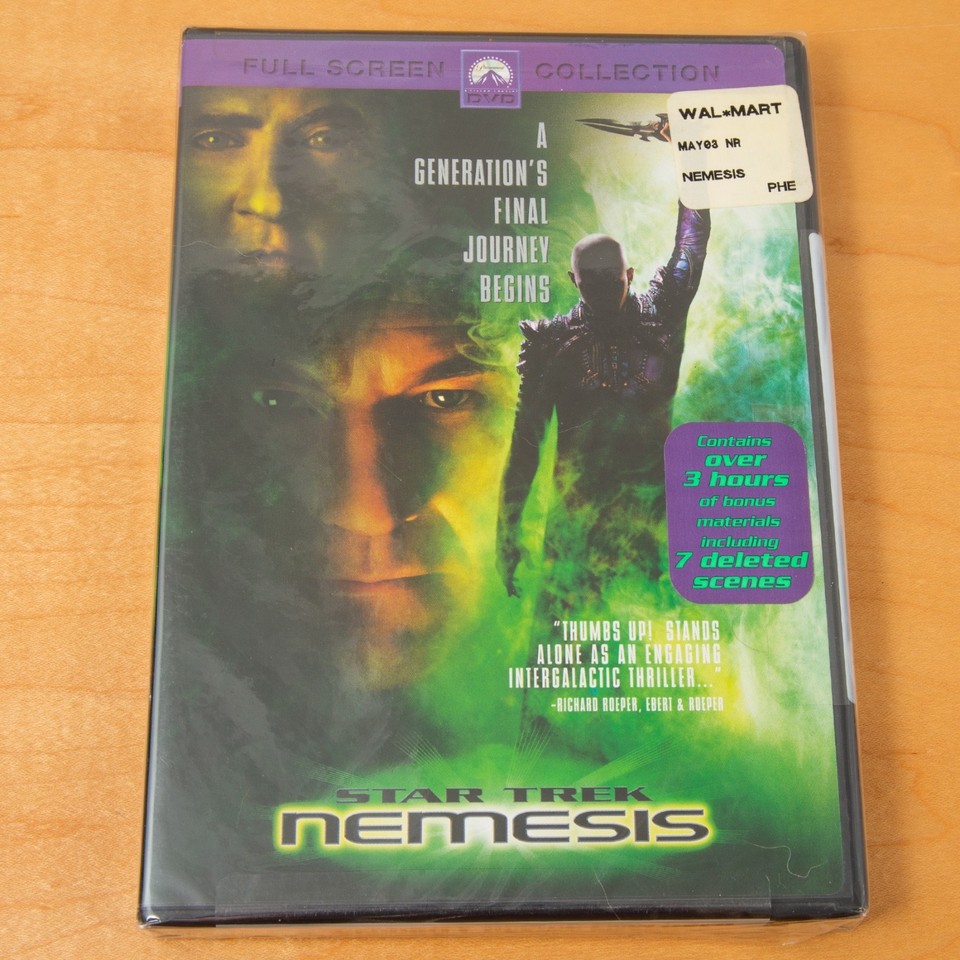 FULL SCREEN COLLECTION
Paramount
DVD
WAL*MART
MAY03 NR
NEMESIS PHE
A
GENERATION'S
FINAL
JOURNEY
BEGINS
Contains
over
3 hours
of bonus
materials
including
7 deleted
scenes
"THUMBS UP! STANDS
ALONE AS AN ENGAGING
INTERGALACTIC THRILLER..."
-RICHARD ROEPER, EBERT & ROEPER
STAR TREK
NEMESIS